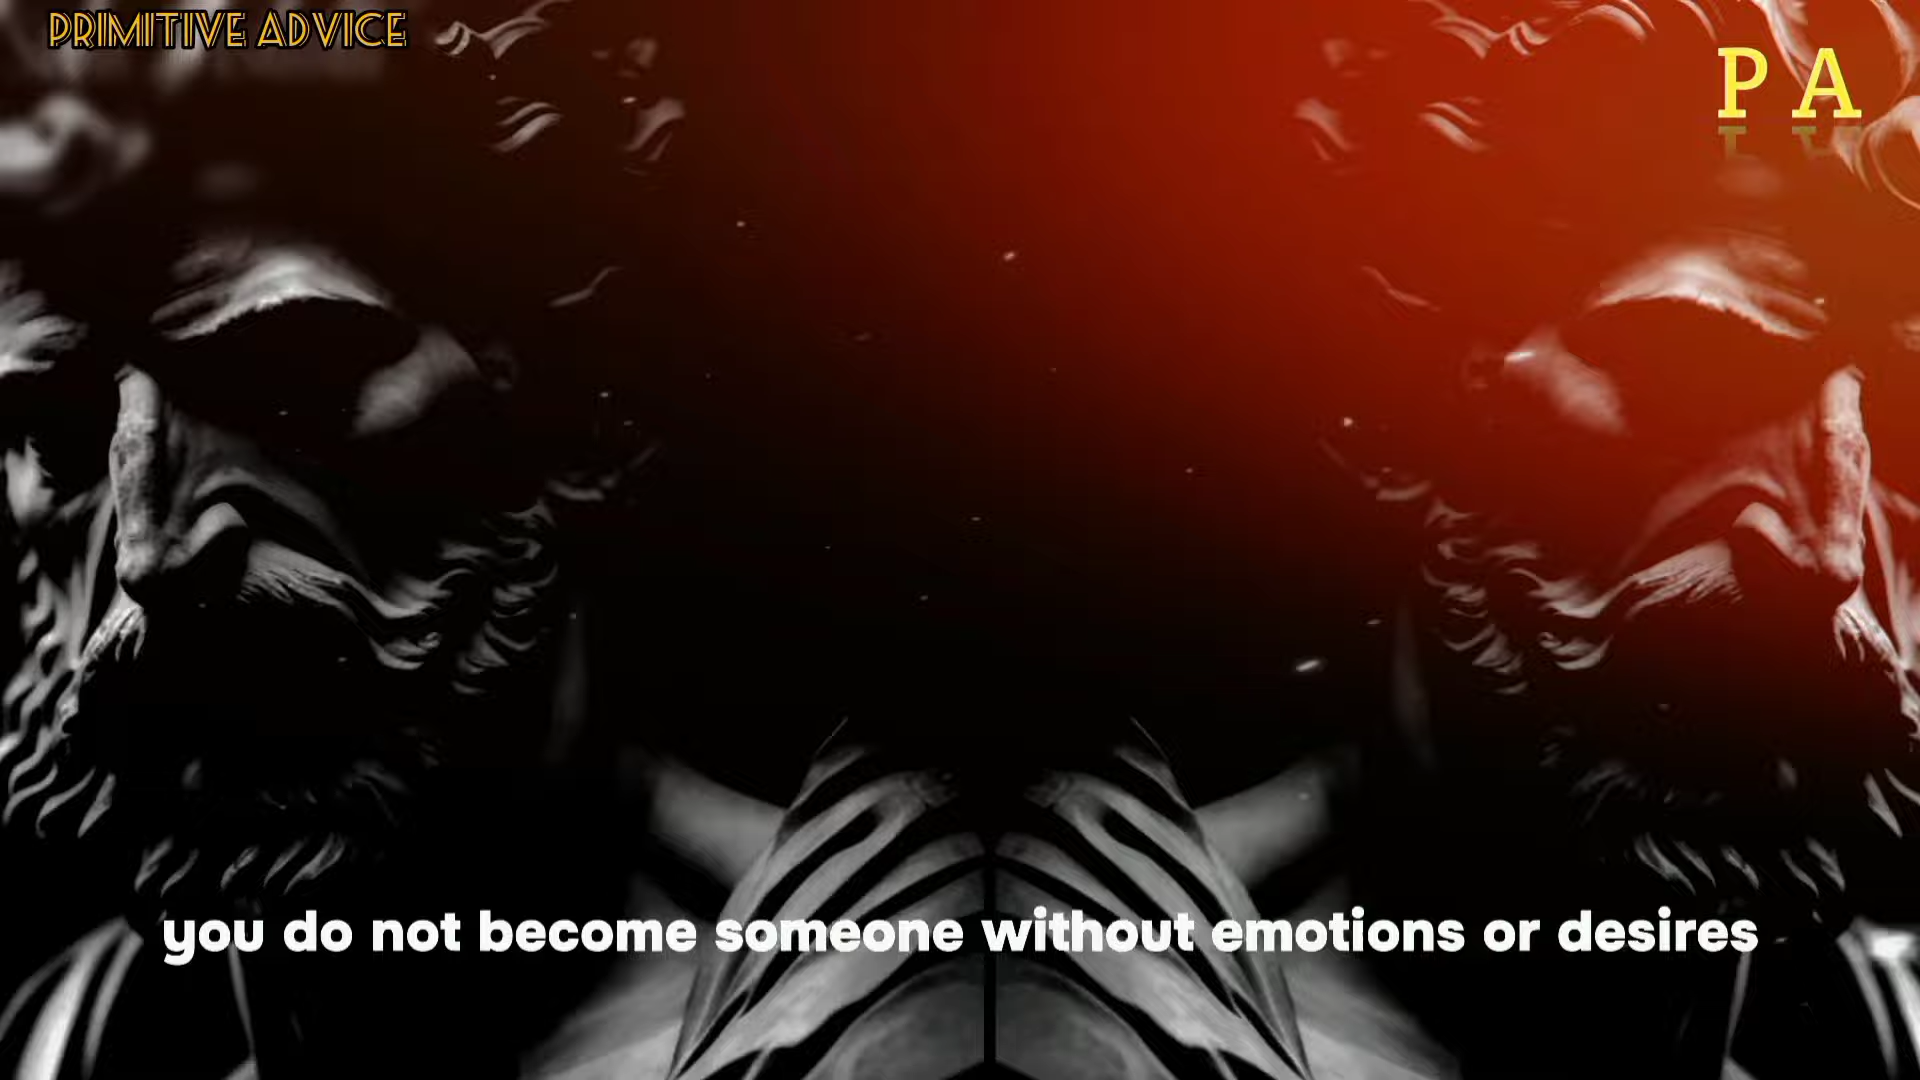 PRIMITIVE ADVICE
P A
you do not become someone without emotions or desires